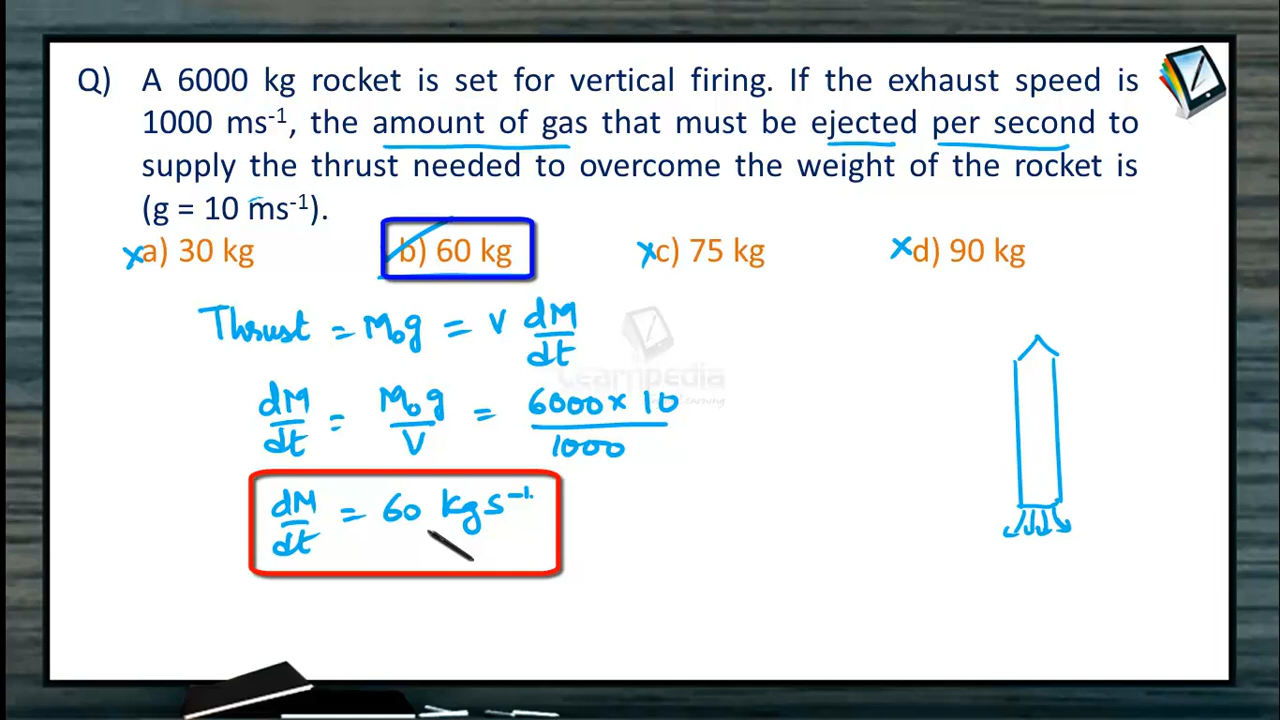 Q) A 6000 kg rocket is set for vertical firing. If the exhaust speed is
1000 ms⁻¹, the amount of gas that must be ejected per second to
supply the thrust needed to overcome the weight of the rocket is
(g = 10 ms⁻¹).
a) 30 kg b) 60 kg c) 75 kg d) 90 kg
Thrust = M₀g = V dM/dt
dM/dt = M₀g/V = 6000 × 10/1000
dM/dt = 60 kg s⁻¹
Learnpedia